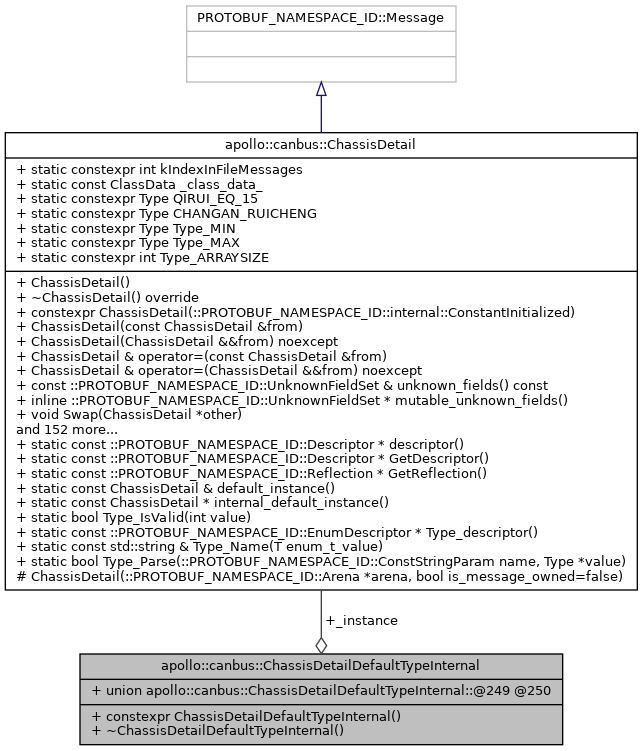 PROTOBUF_NAMESPACE_ID::Message
apollo::canbus::ChassisDetail
+ static constexpr int kIndexInFileMessages
+ static const ClassData _class_data_
+ static constexpr Type QIRUI_EQ_15
+ static constexpr Type CHANGAN_RUICHENG
+ static constexpr Type Type_MIN
+ static constexpr Type Type_MAX
+ static constexpr int Type_ARRAYSIZE
+ ChassisDetail()
+ ~ChassisDetail() override
+ constexpr ChassisDetail(::PROTOBUF_NAMESPACE_ID::internal::ConstantInitialized)
+ ChassisDetail(const ChassisDetail &from)
+ ChassisDetail(ChassisDetail &&from) noexcept
+ ChassisDetail & operator=(const ChassisDetail &from)
+ ChassisDetail & operator=(ChassisDetail &&from) noexcept
+ const ::PROTOBUF_NAMESPACE_ID::UnknownFieldSet & unknown_fields() const
+ inline ::PROTOBUF_NAMESPACE_ID::UnknownFieldSet * mutable_unknown_fields()
+ void Swap(ChassisDetail *other)
and 152 more...
+ static const ::PROTOBUF_NAMESPACE_ID::Descriptor * descriptor()
+ static const ::PROTOBUF_NAMESPACE_ID::Descriptor * GetDescriptor()
+ static const ::PROTOBUF_NAMESPACE_ID::Reflection * GetReflection()
+ static const ChassisDetail & default_instance()
+ static const ChassisDetail * internal_default_instance()
+ static bool Type_IsValid(int value)
+ static const ::PROTOBUF_NAMESPACE_ID::EnumDescriptor * Type_descriptor()
+ static const std::string & Type_Name(T enum_t_value)
+ static bool Type_Parse(::PROTOBUF_NAMESPACE_ID::ConstStringParam name, Type *value)
# ChassisDetail(::PROTOBUF_NAMESPACE_ID::Arena *arena, bool is_message_owned=false)
+_instance
apollo::canbus::ChassisDetailDefaultTypeInternal
+ union apollo::canbus::ChassisDetailDefaultTypeInternal::@249 @250
+ constexpr ChassisDetailDefaultTypeInternal()
+ ~ChassisDetailDefaultTypeInternal()